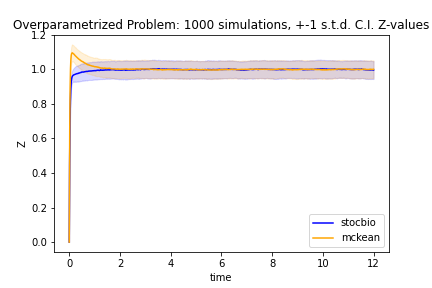 Overparametrized Problem: 1000 simulations, +-1 s.t.d. C.I. Z-values
1.2
1.0
0.8
0.6
0.4
0.2
0.0
Z
stocbio
mckean
0 2 4 6 8 10 12
time